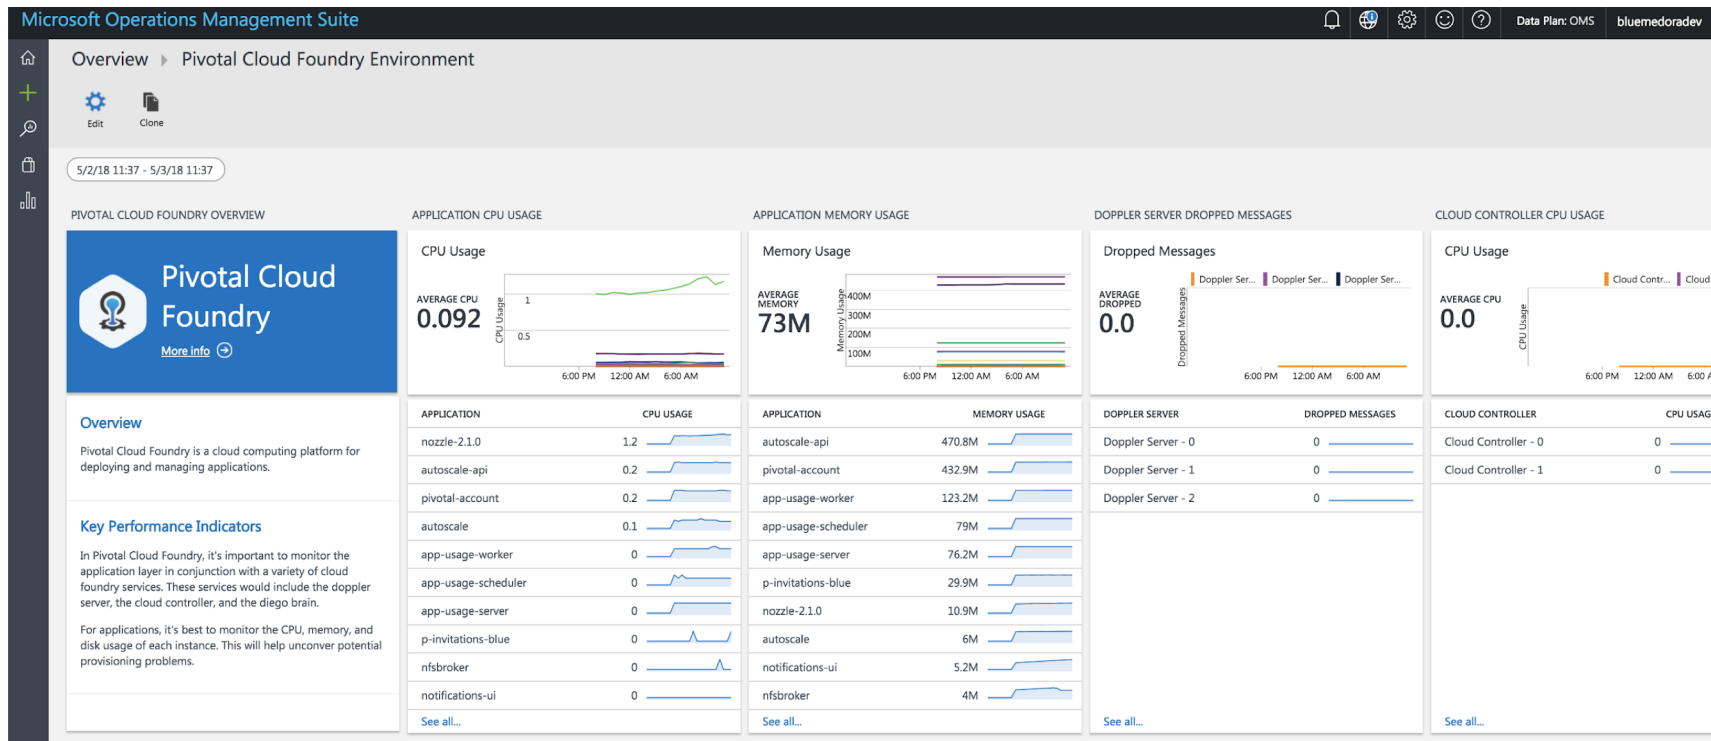 Microsoft Operations Management Suite
Data Plan: OMS
bluemedoradev
Overview
Pivotal Cloud Foundry Environment
Edit
Clone
5/2/18 11:37 - 5/3/18 11:37
PIVOTAL CLOUD FOUNDRY OVERVIEW
Pivotal Cloud
Foundry
More info
Overview
Pivotal Cloud Foundry is a cloud computing platform for
deploying and managing applications.
Key Performance Indicators
In Pivotal Cloud Foundry, it's important to monitor the
application layer in conjunction with a variety of cloud
foundry services. These services would include the doppler
server, the cloud controller, and the diego brain.
For applications, it's best to monitor the CPU, memory, and
disk usage of each instance. This will help unconver potential
provisioning problems.
APPLICATION CPU USAGE
CPU Usage
AVERAGE CPU
0.092
CPU Usage
1
0.5
6:00 PM 12:00 AM 6:00 AM
APPLICATION CPU USAGE
nozzle-2.1.0 1.2
autoscale-api 0.2
pivotal-account 0.2
autoscale 0.1
app-usage-worker 0
app-usage-scheduler 0
app-usage-server 0
p-invitations-blue 0
nfsbroker 0
notifications-ui 0
See all...
APPLICATION MEMORY USAGE
Memory Usage
AVERAGE
MEMORY
73M
Memory Usage
400M
300M
200M
100M
6:00 PM 12:00 AM 6:00 AM
APPLICATION MEMORY USAGE
autoscale-api 470.8M
pivotal-account 432.9M
app-usage-worker 123.2M
app-usage-scheduler 79M
app-usage-server 76.2M
p-invitations-blue 29.9M
nozzle-2.1.0 10.9M
autoscale 6M
notifications-ui 5.2M
nfsbroker 4M
See all...
DOPPLER SERVER DROPPED MESSAGES
Dropped Messages
Doppler Ser... Doppler Ser... Doppler Ser...
AVERAGE
DROPPED
0.0
Dropped Messages
6:00 PM 12:00 AM 6:00 AM
DOPPLER SERVER DROPPED MESSAGES
Doppler Server - 0 0
Doppler Server - 1 0
Doppler Server - 2 0
See all...
CLOUD CONTROLLER CPU USAGE
CPU Usage
Cloud Contr... Cloud
AVERAGE CPU
0.0
CPU Usage
6:00 PM 12:00 AM 6:00 A
CLOUD CONTROLLER CPU USAG
Cloud Controller - 0 0
Cloud Controller - 1 0
See all...